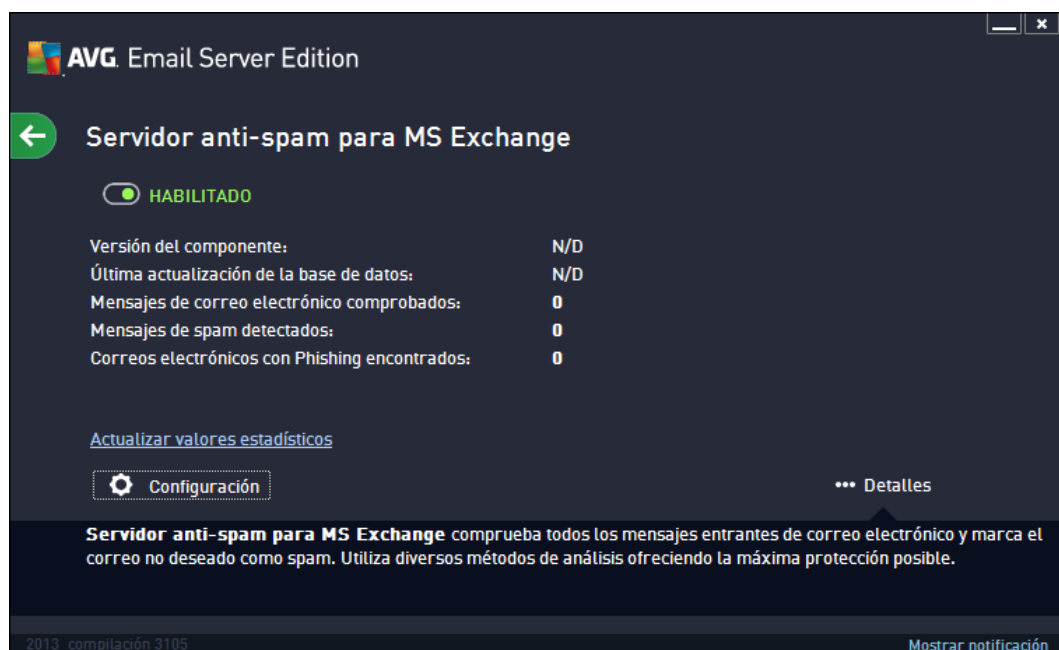 AVG. Email Server Edition
Servidor anti-spam para MS Exchange
HABILITADO
Versión del componente: N/D
Última actualización de la base de datos: N/D
Mensajes de correo electrónico comprobados: 0
Mensajes de spam detectados: 0
Correos electrónicos con Phishing encontrados: 0
Actualizar valores estadísticos
Configuración
••• Detalles
Servidor anti-spam para MS Exchange comprueba todos los mensajes entrantes de correo electrónico y marca el
correo no deseado como spam. Utiliza diversos métodos de análisis ofreciendo la máxima protección posible.
2013 compilación 3105
Mostrar notificación